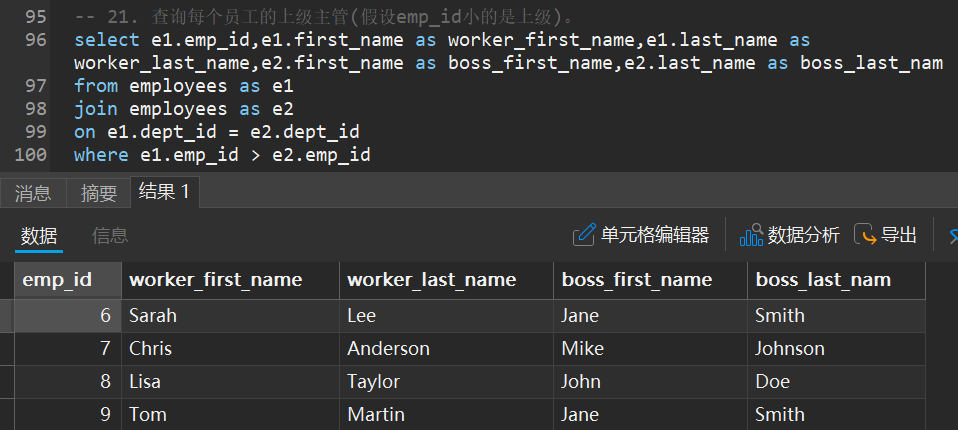 95 -- 21. 查询每个员工的上级主管(假设emp_id小的是上级)。
96 select e1.emp_id,e1.first_name as worker_first_name,e1.last_name as
worker_last_name,e2.first_name as boss_first_name,e2.last_name as boss_last_nam
97 from employees as e1
98 join employees as e2
99 on e1.dept_id = e2.dept_id
100 where e1.emp_id > e2.emp_id
消息 摘要 结果 1
数据 信息 单元格编辑器 数据分析 导出
emp_id worker_first_name worker_last_name boss_first_name boss_last_nam
6 Sarah Lee Jane Smith
7 Chris Anderson Mike Johnson
8 Lisa Taylor John Doe
9 Tom Martin Jane Smith